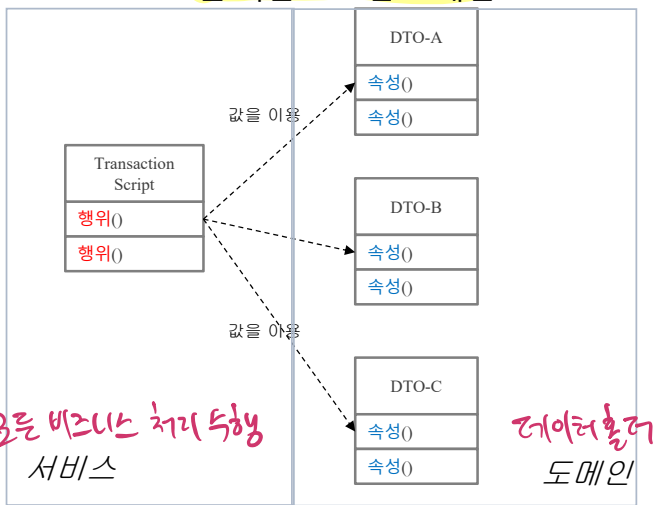 DTO-A
속성()
속성()
값을 이용
Transaction
Script
행위()
행위()
DTO-B
속성()
속성()
값을 이용
DTO-C
속성()
속성()
모든 비즈니스 처리 수행
서비스
데이터홀더
도메인